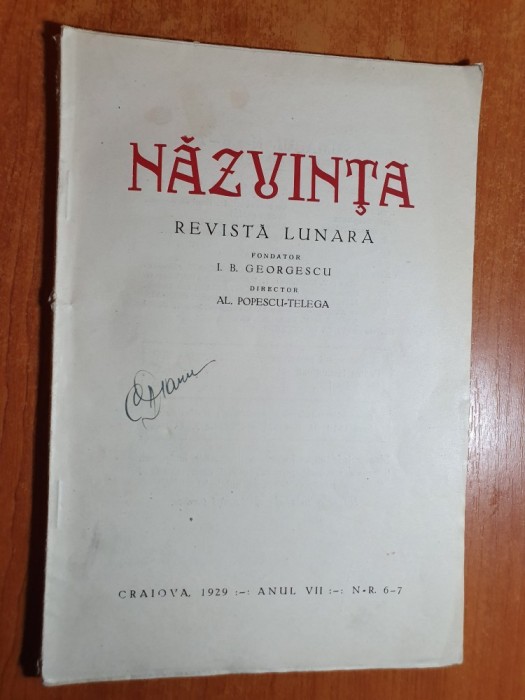 NĂZUINȚA
REVISTĂ LUNARĂ
FONDATOR
I. B. GEORGESCU
DIRECTOR
AL. POPESCU-TELEGA
CRAIOVA, 1929 :-: ANUL VII :-: N-R. 6-7